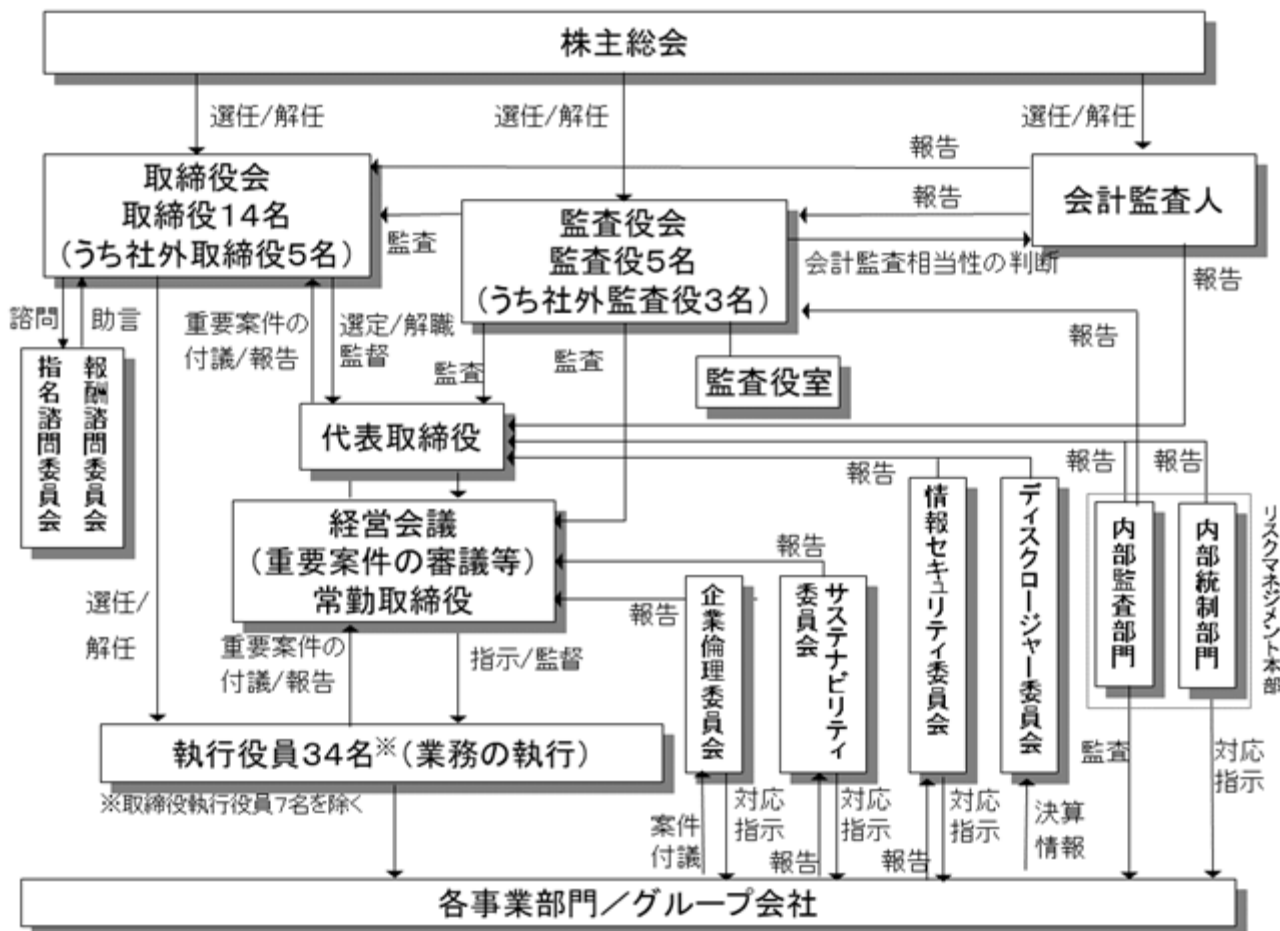 株主総会
選任/解任
選任/解任
選任/解任
報告
取締役会
取締役14名
(うち社外取締役5名)
監査
監査役会
監査役5名
(うち社外監査役3名)
報告
会計監査人
会計監査相当性の判断
報告
諮問
助言
重要案件の
付議/報告
選定/解職
監督
監査
監査
監査役室
報告
指名諮問委員会
報酬諮問委員会
代表取締役
報告
報告
報告
経営会議
(重要案件の審議等)
常勤取締役
報告
報告
企業倫理委員会
サステナビリティ
委員会
情報セキュリティ委員会
ディスクロージャー委員会
内部監査部門
内部統制部門
リスクマネジメント本部
選任/
解任
重要案件の
付議/報告
指示/監督
執行役員34名※(業務の執行)
※取締役執行役員7名を除く
案件
付議
対応
指示
報告
対応
指示
報告
対応
指示
決算
情報
監査
対応
指示
各事業部門/グループ会社